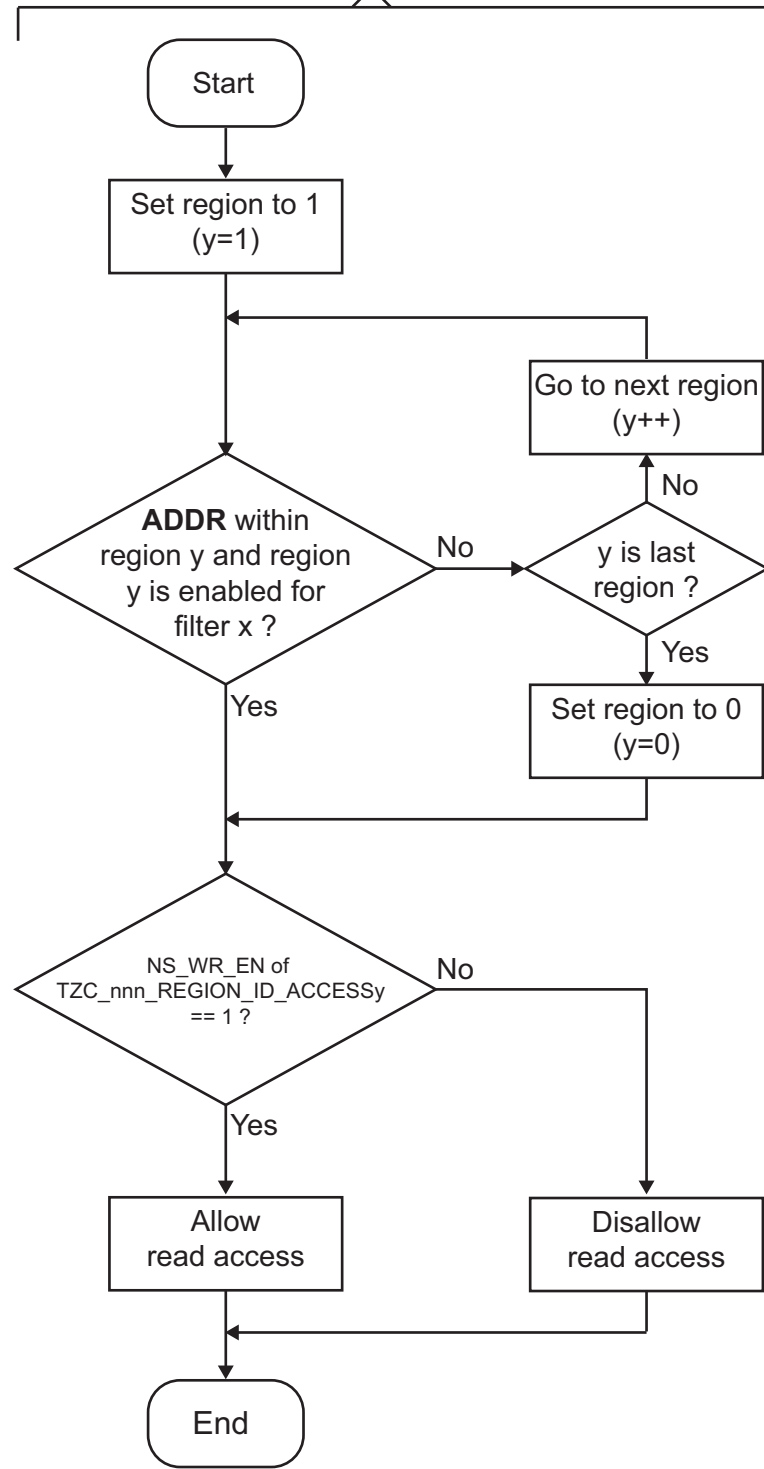 Start
Set region to 1
(y=1)
Go to next region
(y++)
No
ADDR within
region y and region
y is enabled for
filter x ?
No
y is last
region ?
Yes
Yes
Set region to 0
(y=0)
NS_WR_EN of
TZC_nnn_REGION_ID_ACCESSy
== 1 ?
No
Yes
Allow
read access
Disallow
read access
End